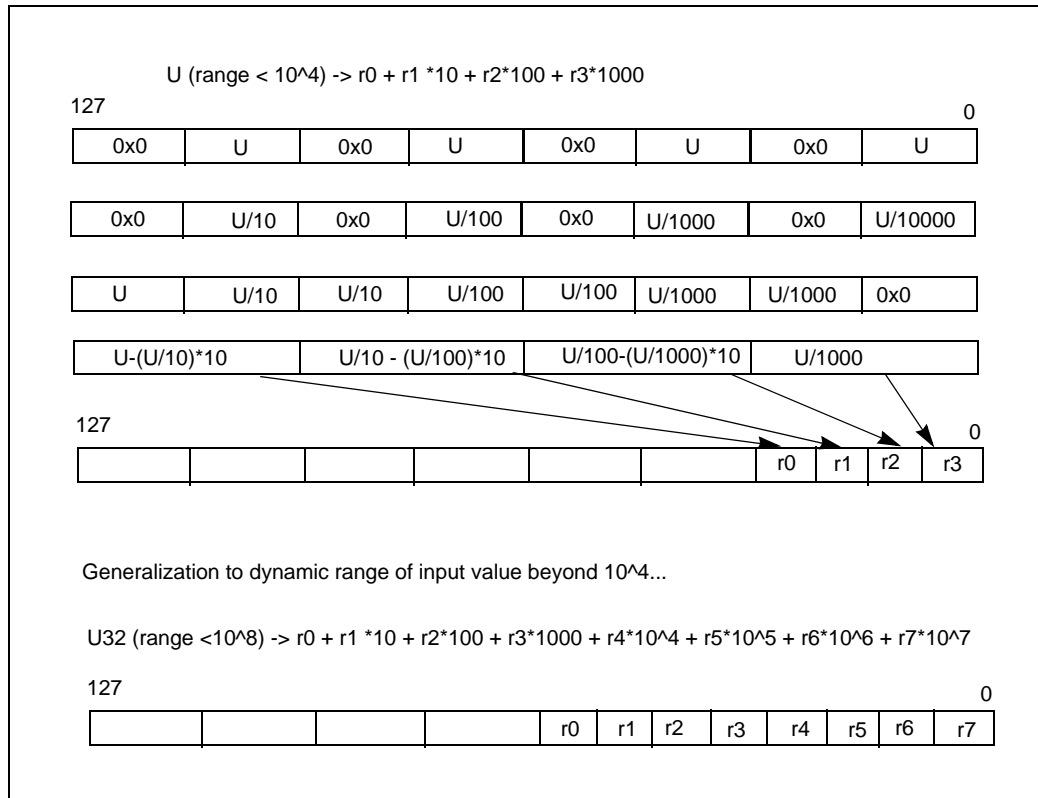 U (range < 10^4) -> r0 + r1 *10 + r2*100 + r3*1000
127 0
0x0 U 0x0 U 0x0 U 0x0 U
0x0 U/10 0x0 U/100 0x0 U/1000 0x0 U/10000
U U/10 U/10 U/100 U/100 U/1000 U/1000 0x0
U-(U/10)*10 U/10 - (U/100)*10 U/100-(U/1000)*10 U/1000
127 0
r0 r1 r2 r3
Generalization to dynamic range of input value beyond 10^4...
U32 (range <10^8) -> r0 + r1 *10 + r2*100 + r3*1000 + r4*10^4 + r5*10^5 + r6*10^6 + r7*10^7
127 0
r0 r1 r2 r3 r4 r5 r6 r7